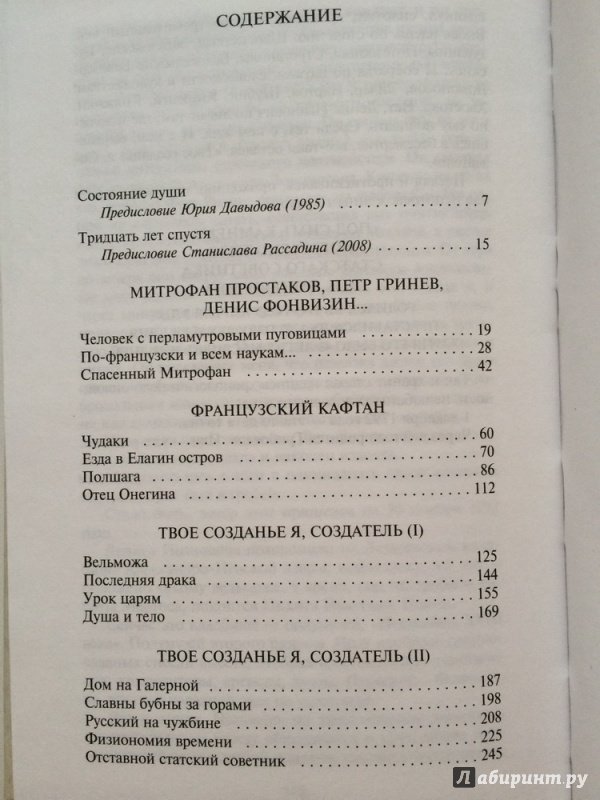 СОДЕРЖАНИЕ
Состояние души
Предисловие Юрия Давыдова (1985) . . . . . . . . . . . . . . . . . 7
Тридцать лет спустя
Предисловие Станислава Рассадина (2008) . . . . . . . . . . . 15
МИТРОФАН ПРОСТАКОВ, ПЕТР ГРИНЕВ,
ДЕНИС ФОНВИЗИН...
Человек с перламутровыми пуговицами . . . . . . . . . . . . . 19
По-французски и всем наукам... . . . . . . . . . . . . . . . . . . 28
Спасенный Митрофан . . . . . . . . . . . . . . . . . . . . . . . . 42
ФРАНЦУЗСКИЙ КАФТАН
Чудаки . . . . . . . . . . . . . . . . . . . . . . . . . . . . . . . . . 60
Езда в Елагин остров . . . . . . . . . . . . . . . . . . . . . . . . 70
Полшага . . . . . . . . . . . . . . . . . . . . . . . . . . . . . . . . 86
Отец Онегина . . . . . . . . . . . . . . . . . . . . . . . . . . . . . 112
ТВОЕ СОЗДАНЬЕ Я, СОЗДАТЕЛЬ (I)
Вельможа . . . . . . . . . . . . . . . . . . . . . . . . . . . . . . . 125
Последняя драка . . . . . . . . . . . . . . . . . . . . . . . . . . . 144
Урок царям . . . . . . . . . . . . . . . . . . . . . . . . . . . . . . 155
Душа и тело . . . . . . . . . . . . . . . . . . . . . . . . . . . . . . 169
ТВОЕ СОЗДАНЬЕ Я, СОЗДАТЕЛЬ (II)
Дом на Галерной . . . . . . . . . . . . . . . . . . . . . . . . . . . 187
Славны бубны за горами . . . . . . . . . . . . . . . . . . . . . . 198
Русский на чужбине . . . . . . . . . . . . . . . . . . . . . . . . . 208
Физиономия времени . . . . . . . . . . . . . . . . . . . . . . . . 225
Отставной статский советник . . . . . . . . . . . . . . . . . . . 245
Лабиринт.ру